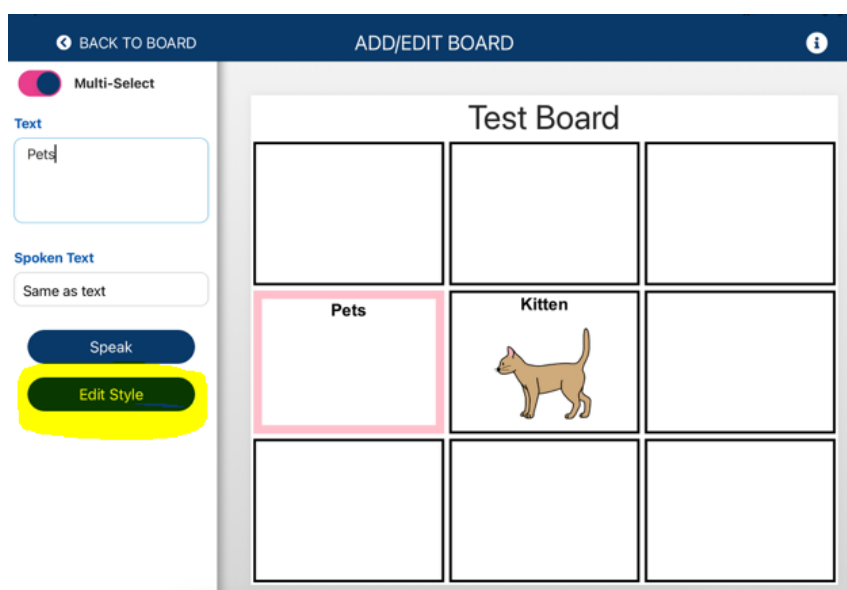 BACK TO BOARD
ADD/EDIT BOARD
i
Multi-Select
Text
Pets
Spoken Text
Same as text
Speak
Edit Style
Test Board
Pets
Kitten